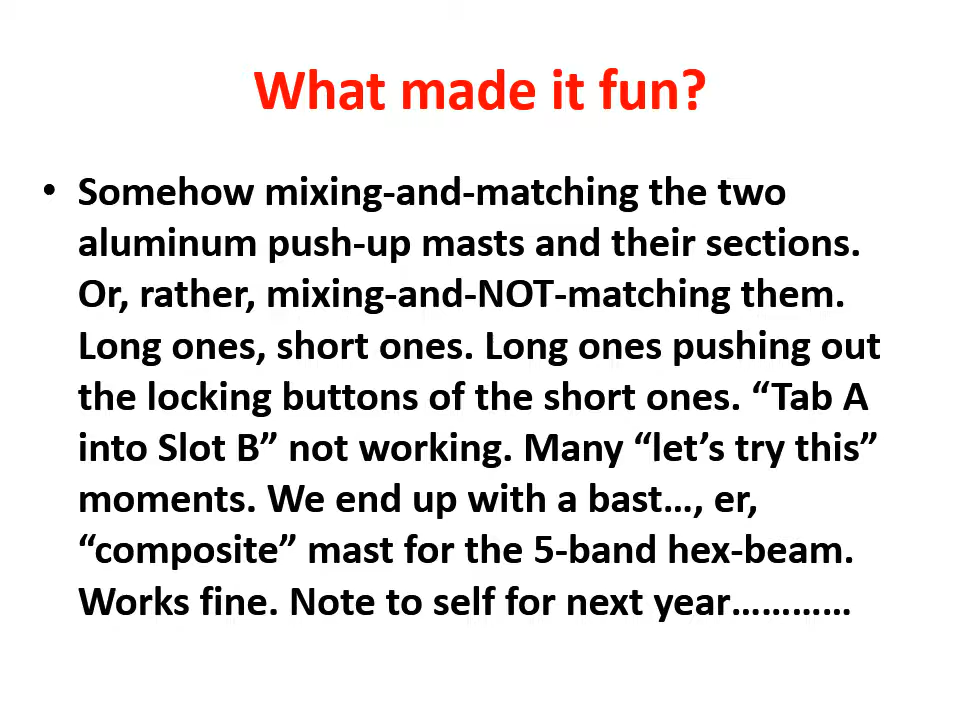 What made it fun?
• Somehow mixing-and-matching the two
aluminum push-up masts and their sections.
Or, rather, mixing-and-NOT-matching them.
Long ones, short ones. Long ones pushing out
the locking buttons of the short ones. “Tab A
into Slot B” not working. Many “let’s try this”
moments. We end up with a bast…, er,
“composite” mast for the 5-band hex-beam.
Works fine. Note to self for next year…………